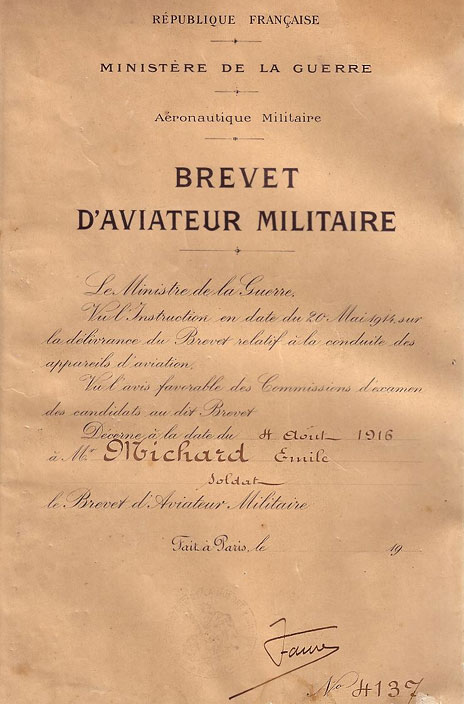 RÉPUBLIQUE FRANÇAISE
MINISTÈRE DE LA GUERRE
Aéronautique Militaire
BREVET
D'AVIATEUR MILITAIRE
Le Ministre de la Guerre,
Vu l'Instruction en date du 20 Mai 1914, sur
la délivrance du Brevet relatif à la conduite des
appareils d'aviation,
Vu l'avis favorable des Commissions d'examen
des candidats au dit Brevet
Décerne à la date du 4 Août 1916
à Mr Michard Emile
Soldat
le Brevet d'Aviateur Militaire
Fait à Paris, le 19
No 4137